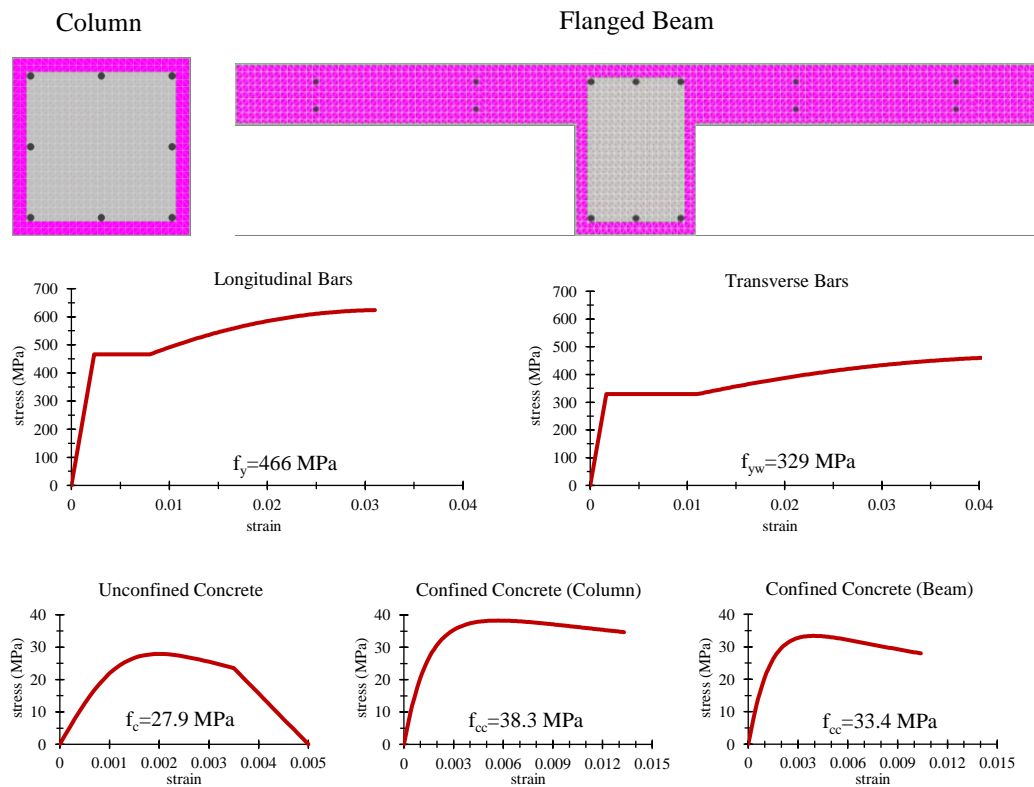 Column
Flanged Beam
Longitudinal Bars
700
600
500
400
300
200
100
0
stress (MPa)
f_y=466 MPa
0 0.01 0.02 0.03 0.04
strain
Transverse Bars
700
600
500
400
300
200
100
0
stress (MPa)
f_yw=329 MPa
0 0.01 0.02 0.03 0.04
strain
Unconfined Concrete
40
30
20
10
0
stress (MPa)
f_c=27.9 MPa
0 0.001 0.002 0.003 0.004 0.005
strain
Confined Concrete (Column)
40
30
20
10
0
stress (MPa)
f_cc=38.3 MPa
0 0.003 0.006 0.009 0.012 0.015
strain
Confined Concrete (Beam)
40
30
20
10
0
stress (MPa)
f_cc=33.4 MPa
0 0.003 0.006 0.009 0.012 0.015
strain